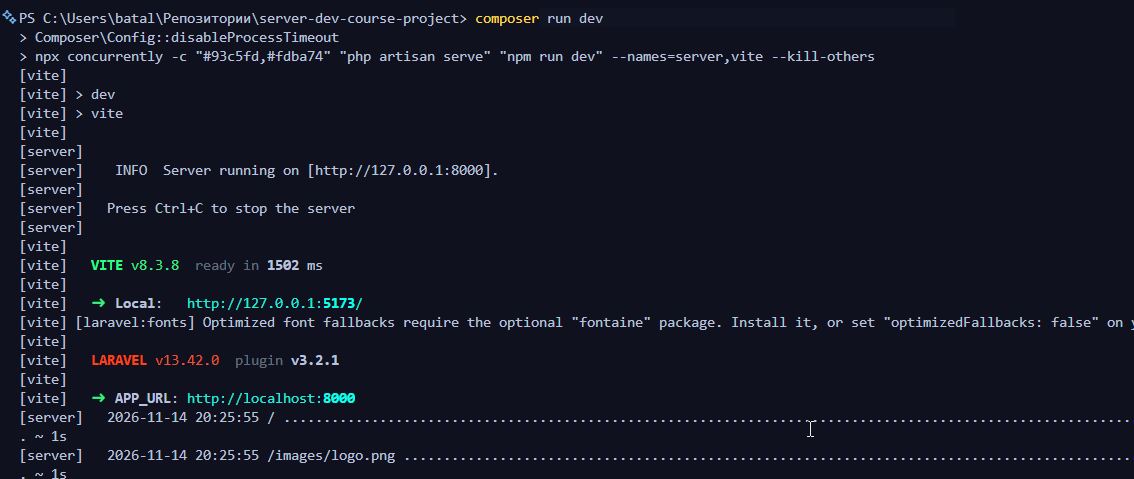 PS C:\Users\batal\Репозитории\server-dev-course-project> composer run dev
> Composer\Config::disableProcessTimeout
> npx concurrently -c "#93c5fd,#fdba74" "php artisan serve" "npm run dev" --names=server,vite --kill-others
[vite]
[vite] > dev
[vite] > vite
[vite]
[server]
[server]    INFO  Server running on [http://127.0.0.1:8000].
[server]
[server]   Press Ctrl+C to stop the server
[server]
[vite]
[vite]   VITE v8.3.8  ready in 1502 ms
[vite]
[vite]   ➜ Local:   http://127.0.0.1:5173/
[vite] [laravel:fonts] Optimized font fallbacks require the optional "fontaine" package. Install it, or set "optimizedFallbacks: false" on
[vite]
[vite]   LARAVEL v13.42.0  plugin v3.2.1
[vite]
[vite]   ➜ APP_URL: http://localhost:8000
[server]   2026-11-14 20:25:55 / ..........................................................................................................
. ~ 1s
[server]   2026-11-14 20:25:55 /images/logo.png ...........................................................................................
. ~ 1s